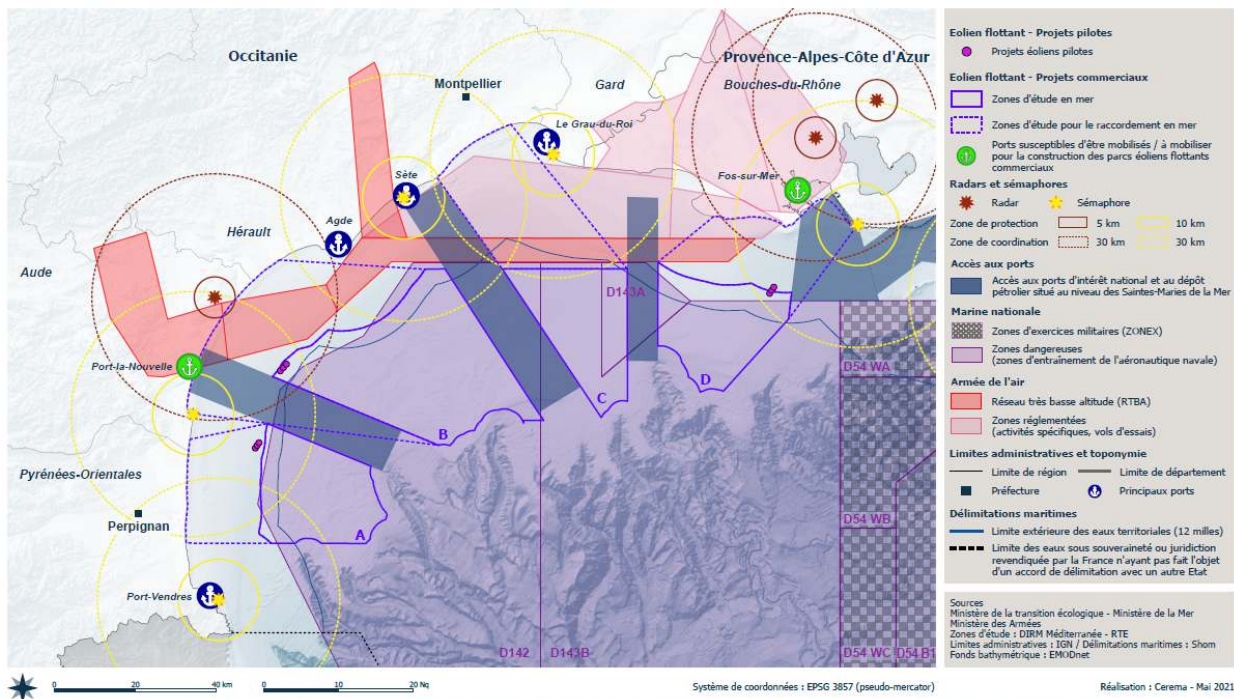 Occitanie
Provence-Alpes-Côte d'Azur
Montpellier
Gard
Bouches-du-Rhône
Le Grau-du-Roi
Sète
Fos-sur-Mer
Agde
Hérault
Aude
D143A
Port-la-Nouvelle
D54 WA
D
C
B
Pyrénées-Orientales
Perpignan
A
D54 WB
Port-Vendres
D142
D143B
D54 WC
D54 B1
0 20 40 km
0 10 20 Nq
Système de coordonnées : EPSG 3857 (pseudo-mercator)
Réalisation : Cerema - Mai 2021
Eolien flottant - Projets pilotes
Projets éoliens pilotes
Eolien flottant - Projets commerciaux
Zones d'étude en mer
Zones d'étude pour le raccordement en mer
Ports susceptibles d'être mobilisés / à mobiliser
pour la construction des parcs éoliens flottants
commerciaux
Radars et sémaphores
Radar
Sémaphore
Zone de protection
5 km
10 km
Zone de coordination
30 km
30 km
Accès aux ports
Accès aux ports d'intérêt national et au dépôt
pétrolier situé au niveau des Saintes-Maries de la Mer
Marine nationale
Zones d'exercices militaires (ZONEX)
Zones dangereuses
(zones d'entraînement de l'aéronautique navale)
Armée de l'air
Réseau très basse altitude (RTBA)
Zones réglementées
(activités spécifiques, vols d'essais)
Limites administratives et toponymie
Limite de région
Limite de département
Préfecture
Principaux ports
Délimitations maritimes
Limite extérieure des eaux territoriales (12 milles)
Limite des eaux sous souveraineté ou juridiction
revendiquée par la France n'ayant pas fait l'objet
d'un accord de délimitation avec un autre Etat
Sources
Ministère de la transition écologique - Ministère de la Mer
Ministère des Armées
Zones d'étude : DIRM Méditerranée - RTE
Limites administratives : IGN / Délimitations maritimes : Shom
Fonds bathymétrique : EMODnet